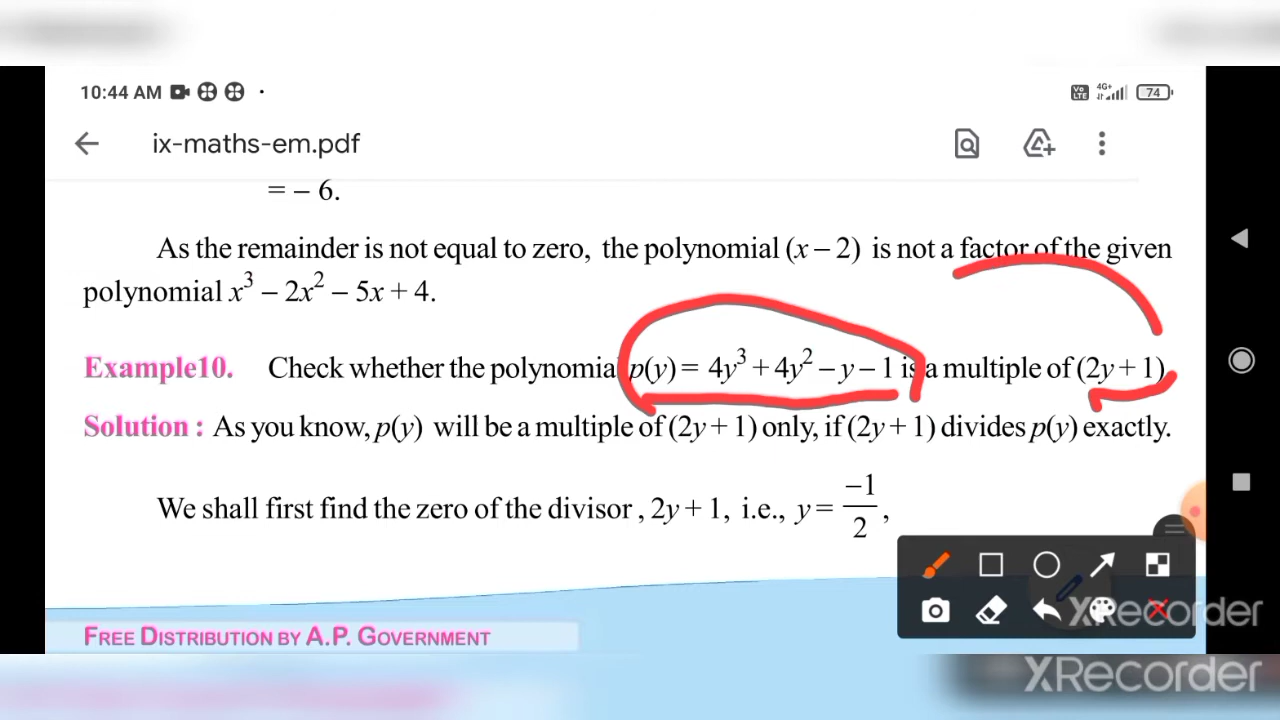 10:44 AM
Vo LTE 4G+ 74
ix-maths-em.pdf
= – 6.
As the remainder is not equal to zero, the polynomial (x – 2) is not a factor of the given
polynomial x³ – 2x² – 5x + 4.
Example10. Check whether the polynomial p(y) = 4y³ + 4y² – y – 1 is a multiple of (2y + 1).
Solution : As you know, p(y) will be a multiple of (2y + 1) only, if (2y + 1) divides p(y) exactly.
We shall first find the zero of the divisor , 2y + 1, i.e., y = –1/2,
FREE DISTRIBUTION BY A.P. GOVERNMENT
XRecorder
XRecorder